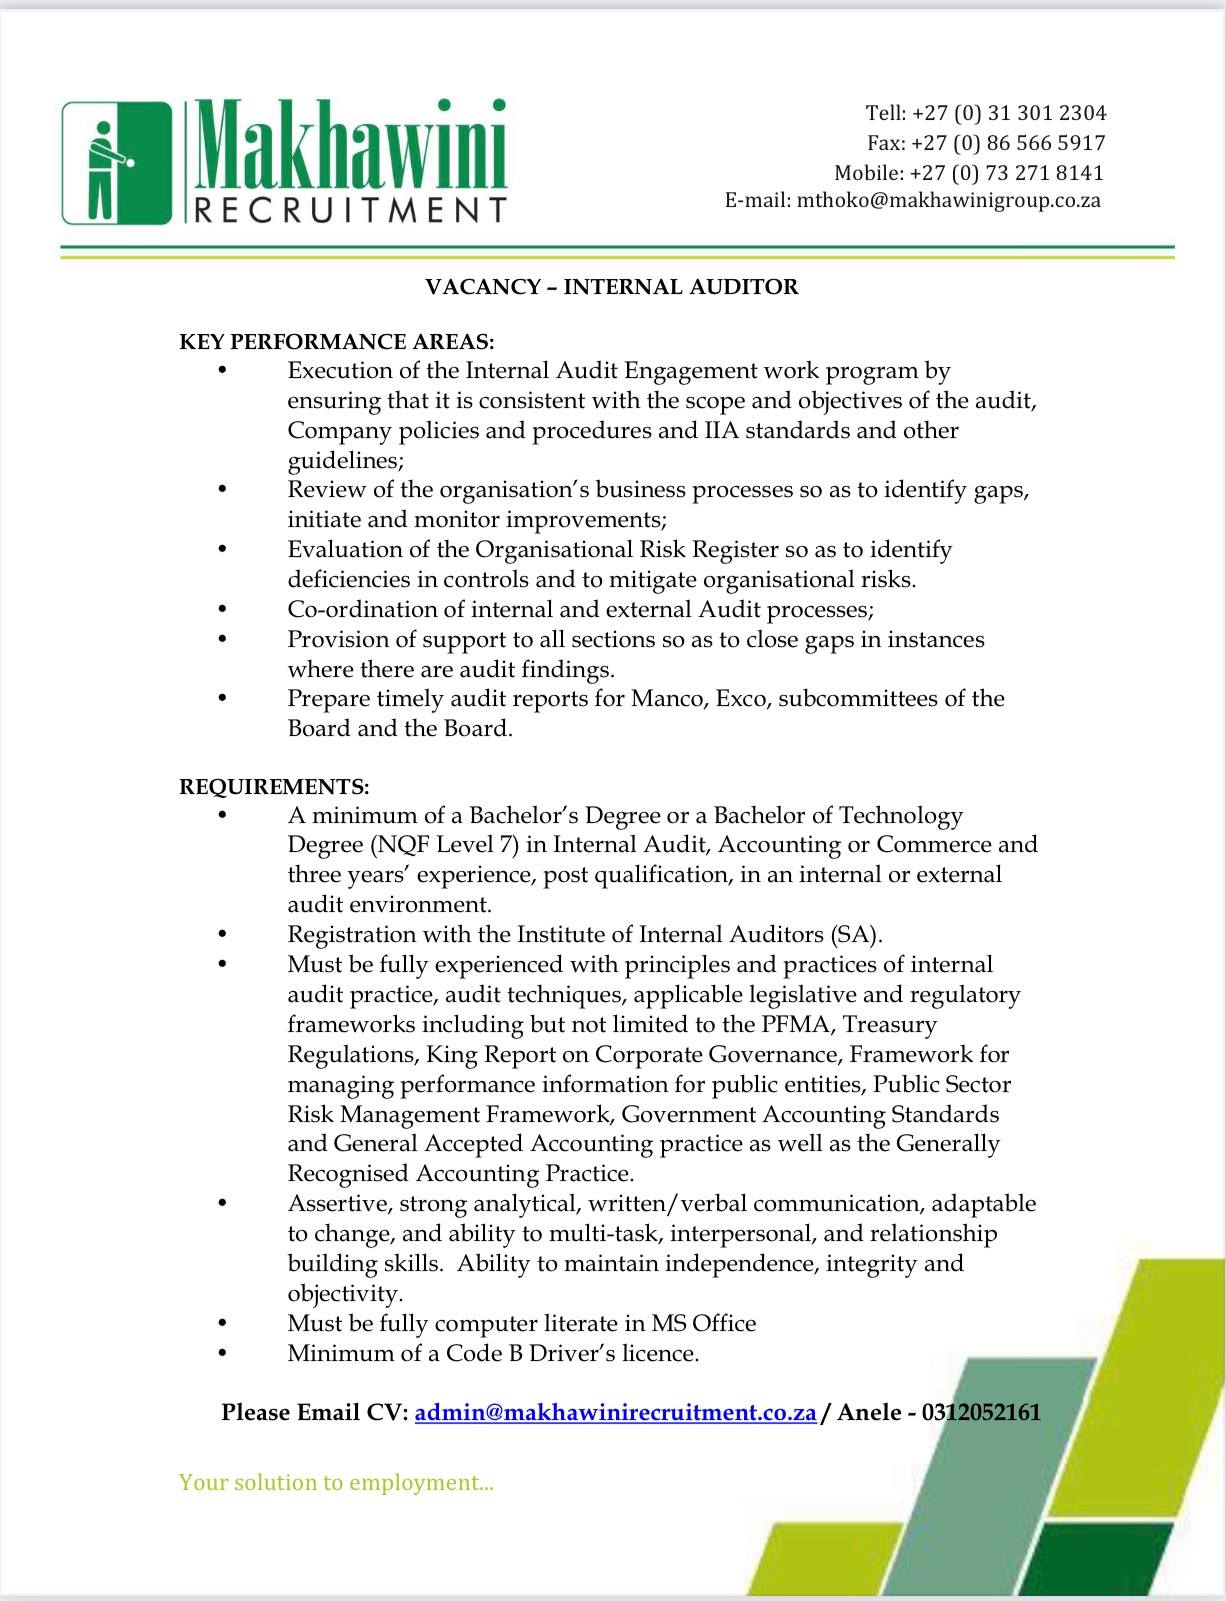 Makhawini
RECRUITMENT
Tell: +27 (0) 31 301 2304
Fax: +27 (0) 86 566 5917
Mobile: +27 (0) 73 271 8141
E-mail: mthoko@makhawinigroup.co.za
VACANCY – INTERNAL AUDITOR
KEY PERFORMANCE AREAS:
• Execution of the Internal Audit Engagement work program by
ensuring that it is consistent with the scope and objectives of the audit,
Company policies and procedures and IIA standards and other
guidelines;
• Review of the organisation's business processes so as to identify gaps,
initiate and monitor improvements;
• Evaluation of the Organisational Risk Register so as to identify
deficiencies in controls and to mitigate organisational risks.
• Co-ordination of internal and external Audit processes;
• Provision of support to all sections so as to close gaps in instances
where there are audit findings.
• Prepare timely audit reports for Manco, Exco, subcommittees of the
Board and the Board.
REQUIREMENTS:
• A minimum of a Bachelor's Degree or a Bachelor of Technology
Degree (NQF Level 7) in Internal Audit, Accounting or Commerce and
three years' experience, post qualification, in an internal or external
audit environment.
• Registration with the Institute of Internal Auditors (SA).
• Must be fully experienced with principles and practices of internal
audit practice, audit techniques, applicable legislative and regulatory
frameworks including but not limited to the PFMA, Treasury
Regulations, King Report on Corporate Governance, Framework for
managing performance information for public entities, Public Sector
Risk Management Framework, Government Accounting Standards
and General Accepted Accounting practice as well as the Generally
Recognised Accounting Practice.
• Assertive, strong analytical, written/verbal communication, adaptable
to change, and ability to multi-task, interpersonal, and relationship
building skills.  Ability to maintain independence, integrity and
objectivity.
• Must be fully computer literate in MS Office
• Minimum of a Code B Driver's licence.
Please Email CV: admin@makhawinirecruitment.co.za / Anele - 0312052161
Your solution to employment...